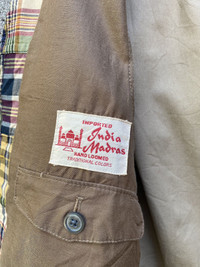 IMPORTED
India
Madras
HAND LOOMED
TRADITIONAL COLORS